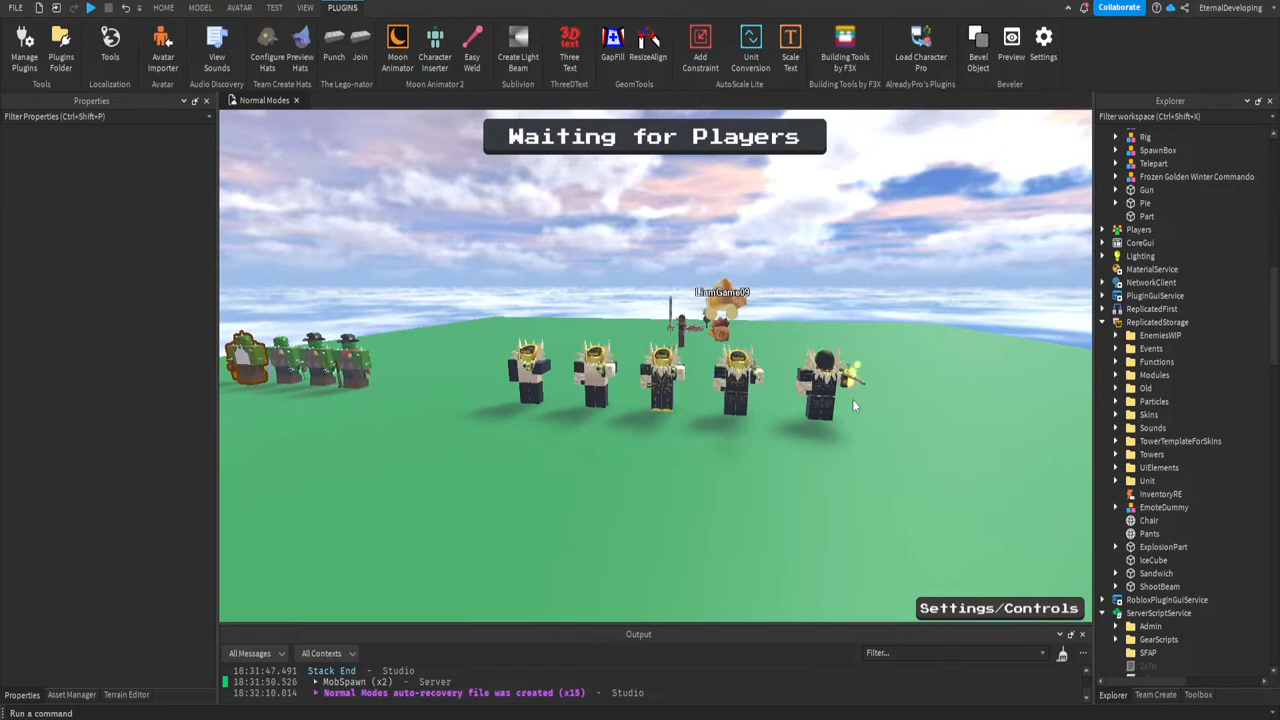 FILE HOME MODEL AVATAR TEST VIEW PLUGINS Collaborate EternalDeveloping
Manage Plugins
Plugins Folder
Tools
Avatar Importer
View Sounds
Configure Hats
Preview Hats
Punch
Join
Moon Animator
Character Inserter
Easy Weld
Create Light Beam
Three Text
GapFill
ResizeAlign
Add Constraint
Unit Conversion
Scale Text
Building Tools by F3X
Load Character Pro
Bevel Object
Preview
Settings
3D TEXT
Tools Localization Avatar Audio Discovery Team Create Hats The Lego-nator Moon Animator 2 Sublivion ThreeDText GeomTools AutoScale Lite Building Tools by F3X AlreadyPro's Plugins Beveler
Properties
Filter Properties (Ctrl+Shift+P)
Normal Modes
Waiting for Players
LiamGame09
Settings/Controls
Output
All Messages All Contexts Filter...
18:31:47.491 Stack End - Studio
18:31:50.526 MobSpawn (x2) - Server
18:32:10.014 Normal Modes auto-recovery file was created (x15) - Studio
Explorer
Filter workspace (Ctrl+Shift+X)
Rig
SpawnBox
Telepart
Frozen Golden Winter Commando
Gun
Pie
Part
Players
CoreGui
Lighting
MaterialService
NetworkClient
PluginGuiService
ReplicatedFirst
ReplicatedStorage
EnemiesWIP
Events
Functions
Modules
Old
Particles
Skins
Sounds
TowerTemplateForSkins
Towers
UIElements
Unit
InventoryRE
EmoteDummy
Chair
Pants
ExplosionPart
IceCube
Sandwich
ShootBeam
RobloxPluginGuiService
ServerScriptService
Admin
GearScripts
SFAP
Properties Asset Manager Terrain Editor
Explorer Team Create Toolbox
Run a command